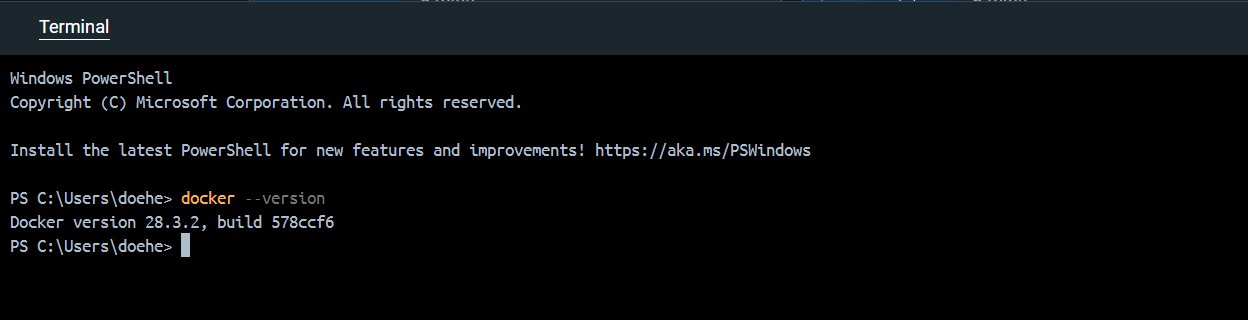 Terminal
Windows PowerShell
Copyright (C) Microsoft Corporation. All rights reserved.
Install the latest PowerShell for new features and improvements! https://aka.ms/PSWindows
PS C:\Users\doehe> docker --version
Docker version 28.3.2, build 578ccf6
PS C:\Users\doehe>